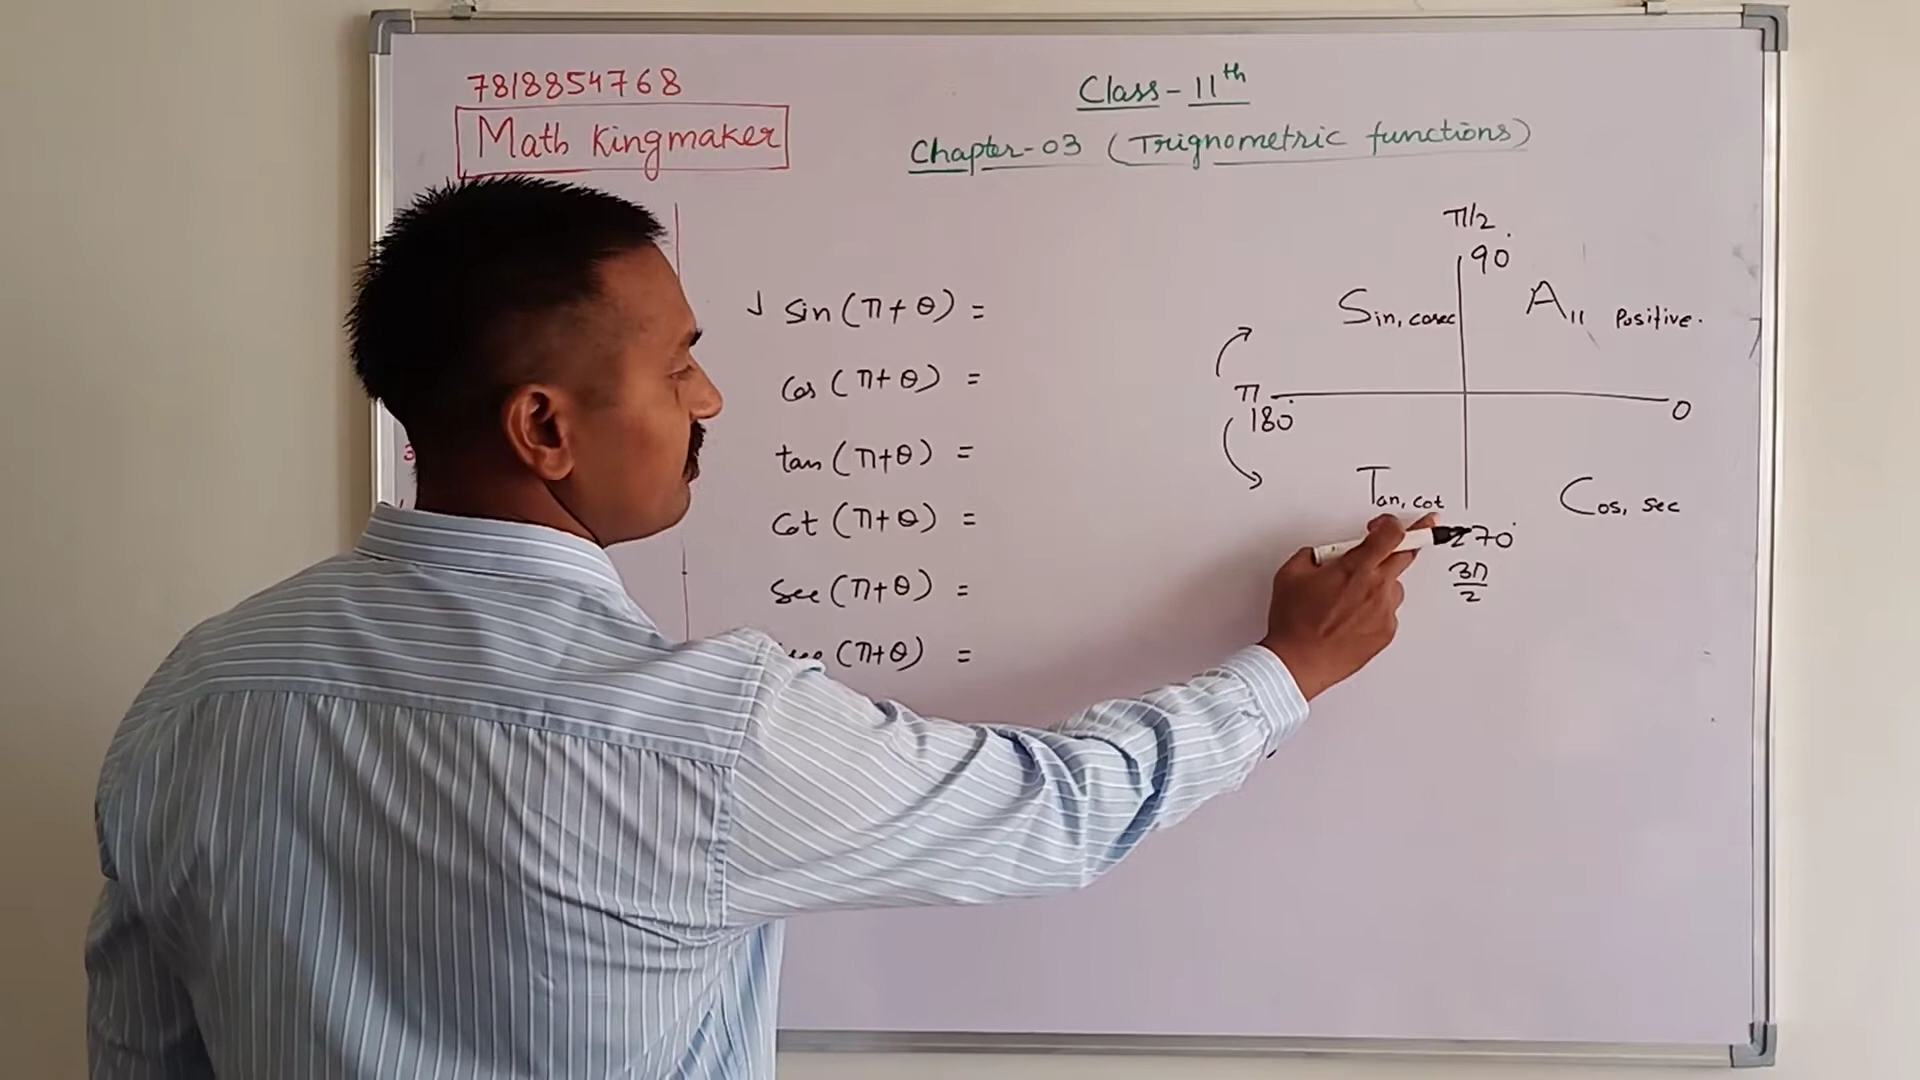 7818854768
Math Kingmaker
Class-11th
Chapter-03 (Trignometric functions)
sin(π+θ) =
cos(π+θ) =
tan(π+θ) =
cot(π+θ) =
sec(π+θ) =
(π+θ) =
π/2
90°
Sin, cosec
All Positive.
π
180°
0
Tan, cot
Cos, sec
270°
3π/2